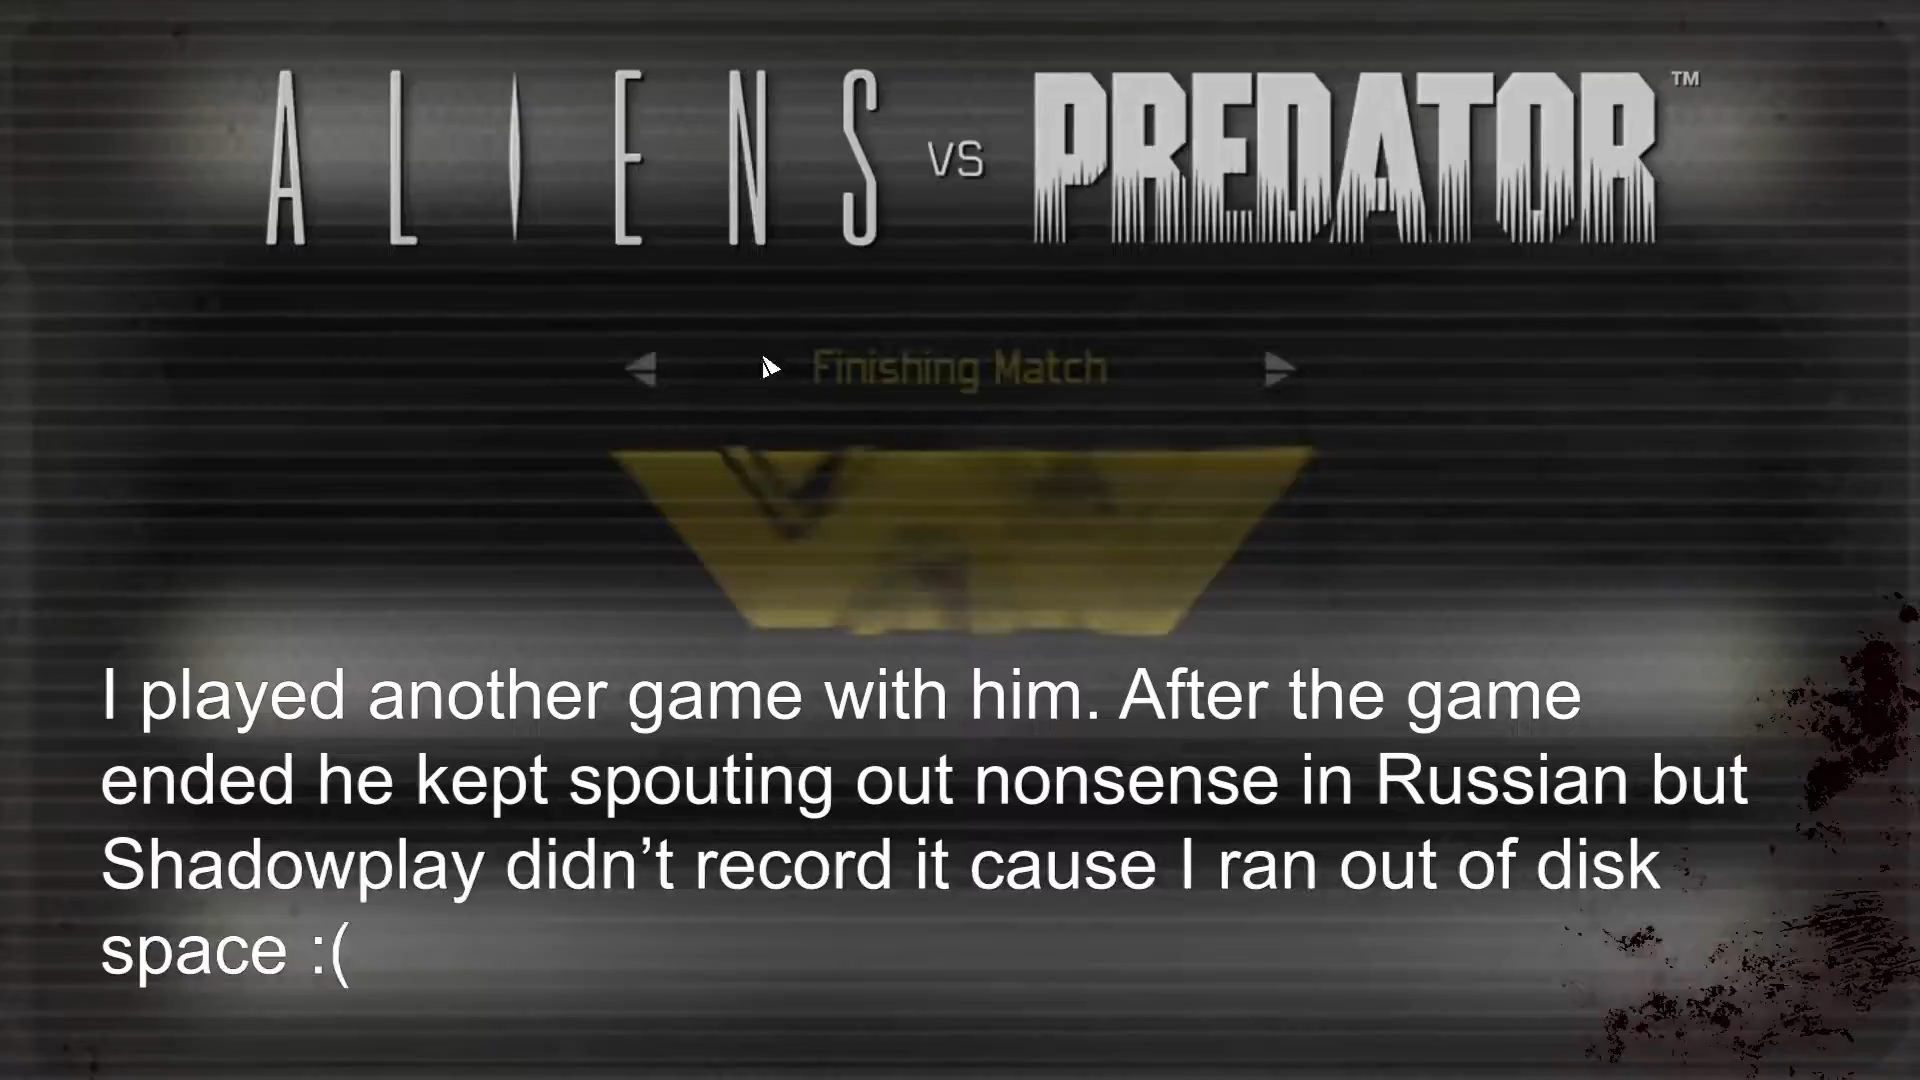 ALIENS VS PREDATOR™
Finishing Match
I played another game with him. After the game
ended he kept spouting out nonsense in Russian but
Shadowplay didn’t record it cause I ran out of disk
space :(